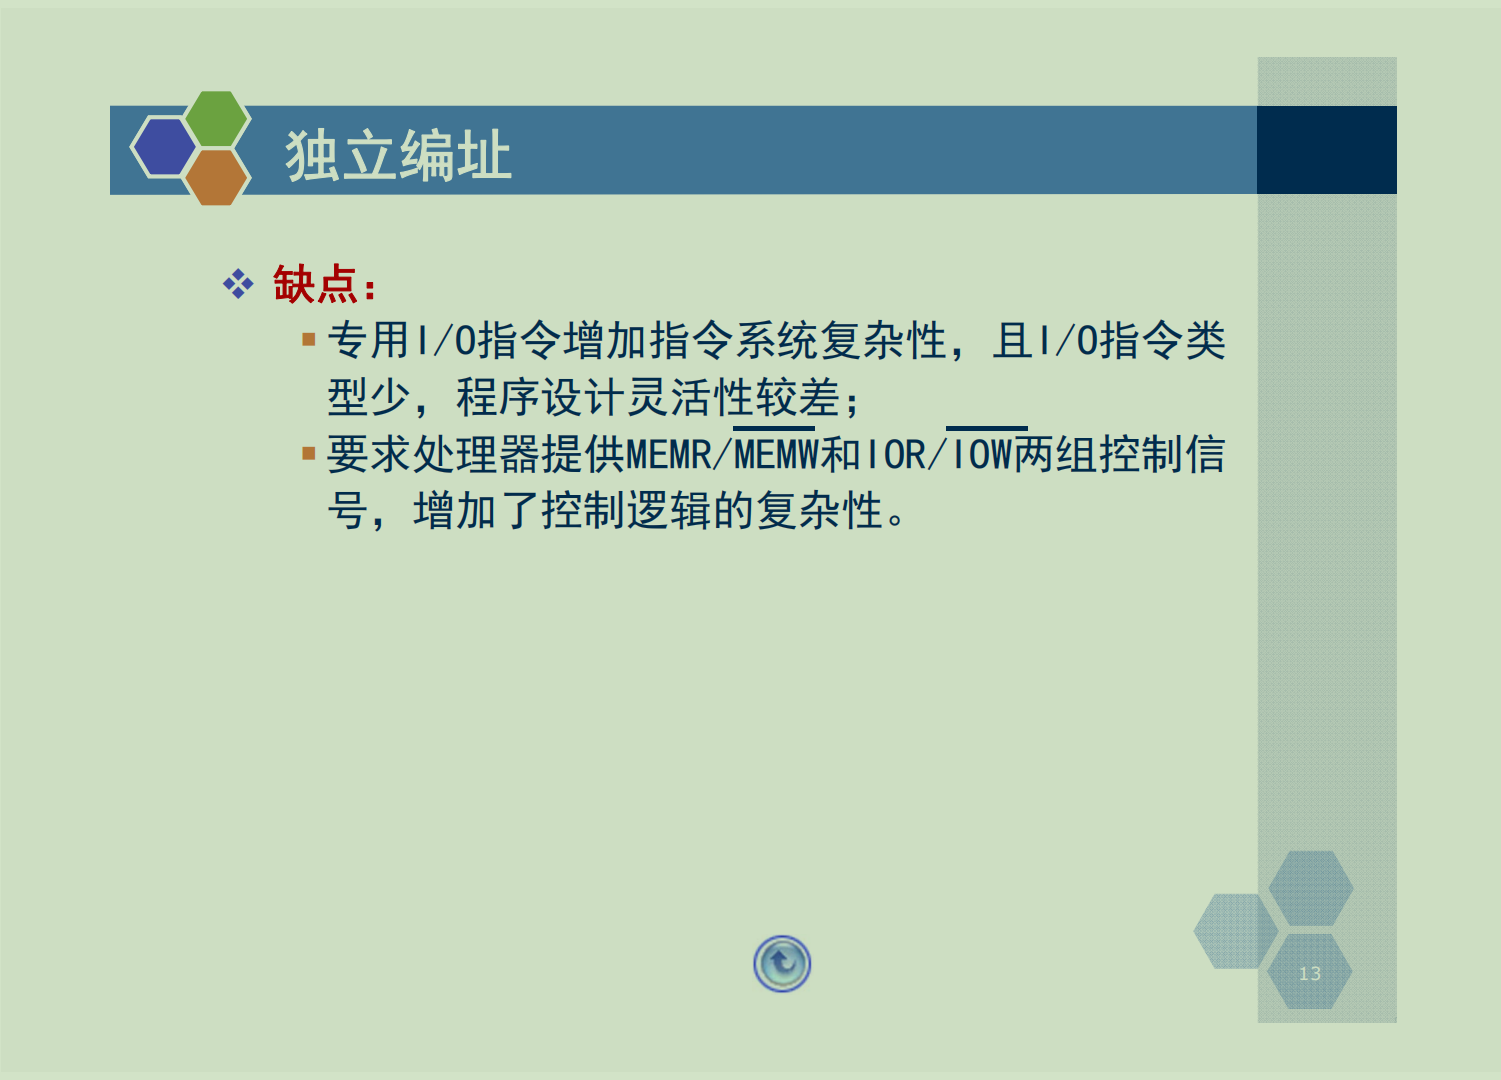 独立编址
缺点：
专用I/O指令增加指令系统复杂性，且I/O指令类
型少，程序设计灵活性较差；
要求处理器提供MEMR/MEMW和IOR/IOW两组控制信
号，增加了控制逻辑的复杂性。
13